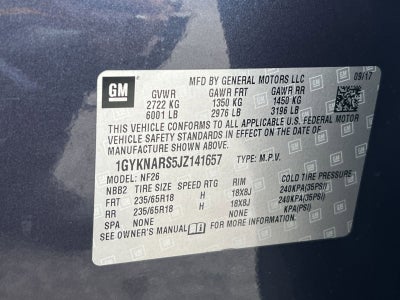 GM
MFD BY GENERAL MOTORS LLC 09/17
GVWR GAWR FRT GAWR RR
2722 KG 1350 KG 1450 KG
6001 LB 2976 LB 3196 LB
THIS VEHICLE CONFORMS TO ALL APPLICABLE U.S. FEDERAL MOTOR
VEHICLE SAFETY STANDARDS IN EFFECT ON THE DATE OF
MANUFACTURE SHOWN ABOVE.
1GYKNARS5JZ141657 TYPE: M.P.V.
MODEL: NF26
NBB2 TIRE SIZE SPEED RTG RIM COLD TIRE PRESSURE
FRT 235/65R18 H 18X8J 240KPA(35PSI)
RR 235/65R18 H 18X8J 240KPA(35PSI)
SPA NONE NONE KPA(PSI)
SEE OWNER'S MANUAL FOR MORE INFORMATION.